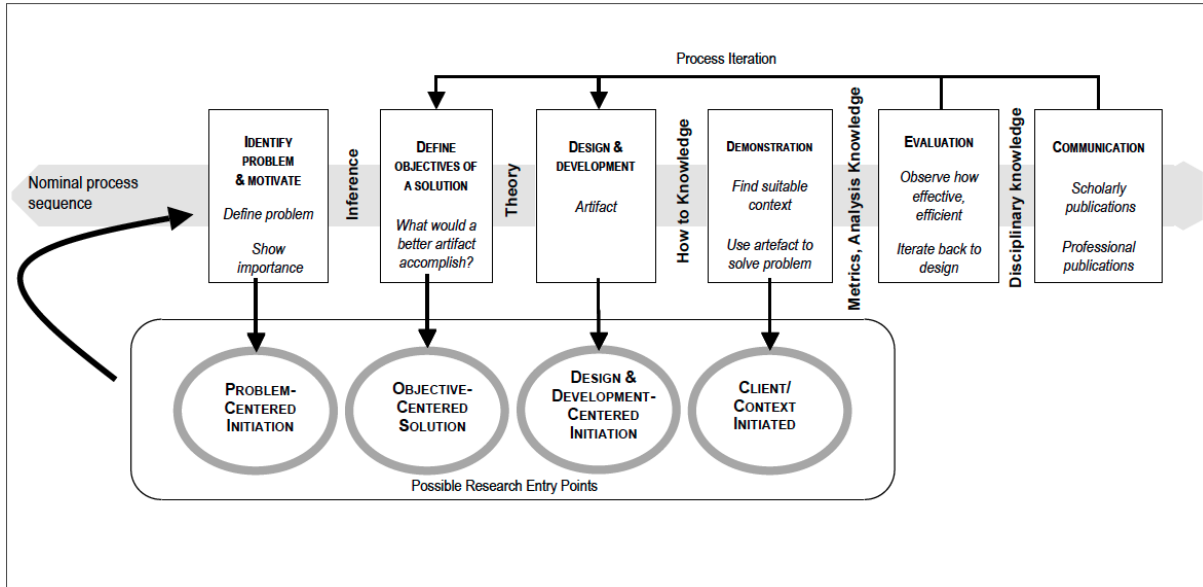 Process Iteration
Nominal process
sequence
IDENTIFY
PROBLEM
& MOTIVATE
Define problem
Show
importance
Inference
DEFINE
OBJECTIVES OF
A SOLUTION
What would a
better artifact
accomplish?
Theory
DESIGN &
DEVELOPMENT
Artifact
How to Knowledge
DEMONSTRATION
Find suitable
context
Use artefact to
solve problem
Metrics, Analysis Knowledge
EVALUATION
Observe how
effective,
efficient
Iterate back to
design
Disciplinary knowledge
COMMUNICATION
Scholarly
publications
Professional
publications
PROBLEM-
CENTERED
INITIATION
OBJECTIVE-
CENTERED
SOLUTION
DESIGN &
DEVELOPMENT-
CENTERED
INITIATION
CLIENT/
CONTEXT
INITIATED
Possible Research Entry Points